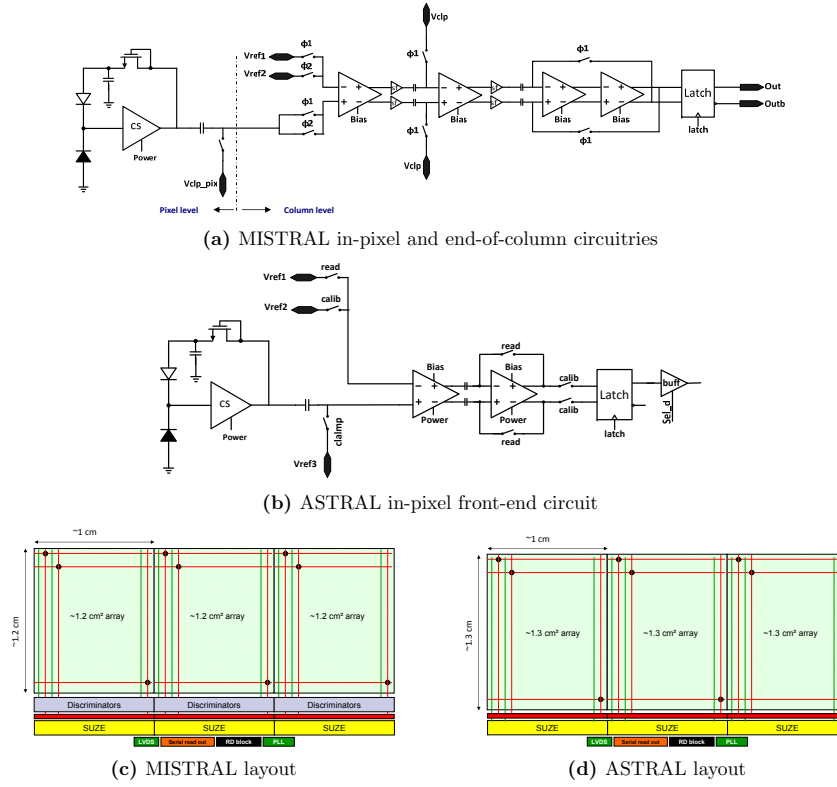 Vclp
ϕ1
Vref1
ϕ1
Vref2
ϕ2
ϕ1
ϕ1
ϕ2
CS
Power
Bias
Bias
Bias
Bias
Latch
latch
Out
Outb
ϕ1
ϕ1
Vclp_pix
Vclp
Pixel level
Column level
(a) MISTRAL in-pixel and end-of-column circuitries
read
Vref1
calib
Vref2
read
Bias
Bias
calib
CS
Latch
buff
Power
Power
Power
calib
latch
Sel_d
clalmp
read
Vref3
(b) ASTRAL in-pixel front-end circuit
~1 cm
~1.2 cm
~1.2 cm² array
~1.2 cm² array
~1.2 cm² array
Discriminators
Discriminators
Discriminators
SUZE
SUZE
SUZE
LVDS
Serial read out
RD block
PLL
(c) MISTRAL layout
~1 cm
~1.3 cm
~1.3 cm² array
~1.3 cm² array
~1.3 cm² array
SUZE
SUZE
SUZE
LVDS
Serial read out
RD block
PLL
(d) ASTRAL layout